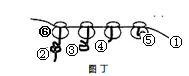 ⑥ ② ③ ④ ⑤ ①
图丁